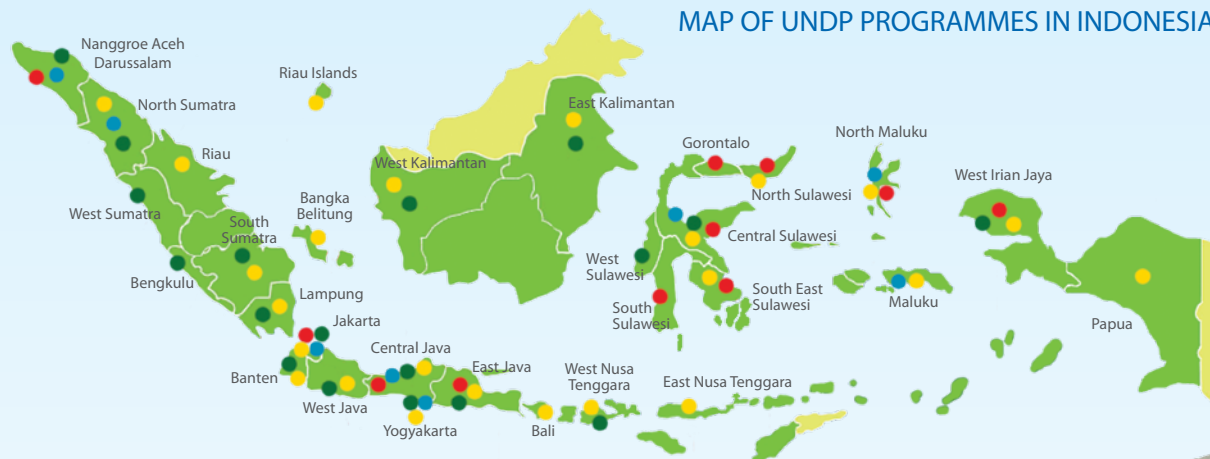 MAP OF UNDP PROGRAMMES IN INDONESIA
Nanggroe Aceh
Darussalam
Riau Islands
North Sumatra
East Kalimantan
North Maluku
Gorontalo
Riau
West Kalimantan
West Irian Jaya
North Sulawesi
Bangka
Belitung
West Sumatra
South
Sumatra
Central Sulawesi
West
Sulawesi
Bengkulu
Lampung
South East
Sulawesi
Maluku
South
Sulawesi
Papua
Jakarta
Central Java
East Java
West Nusa
Tenggara
East Nusa Tenggara
Banten
West Java
Yogyakarta
Bali